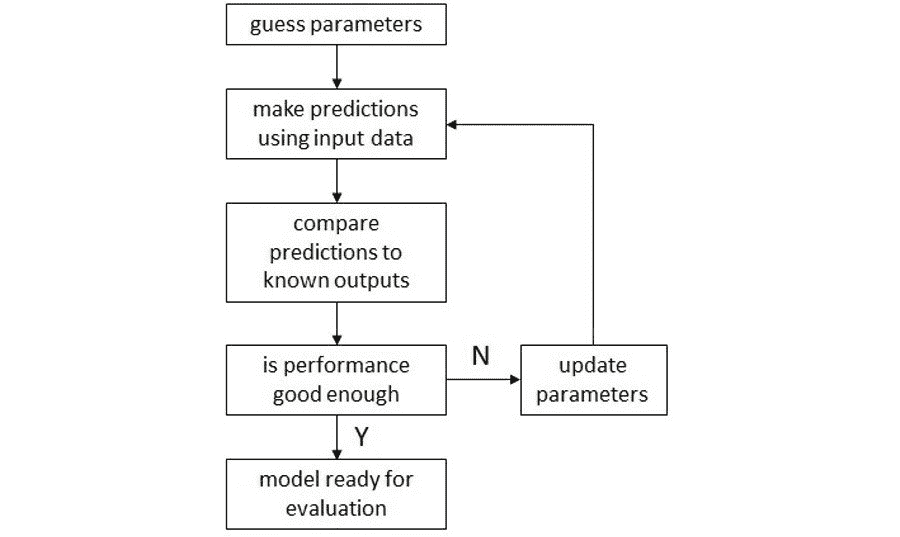 guess parameters
make predictions
using input data
compare
predictions to
known outputs
is performance
good enough
N
update
parameters
Y
model ready for
evaluation